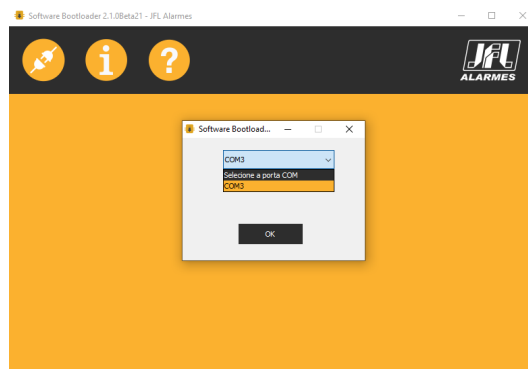 Software Bootloader 2.1.0Beta21 - JFL Alarmes
JFL
ALARMES
Software Bootload...
COM3
Selecione a porta COM
COM3
OK